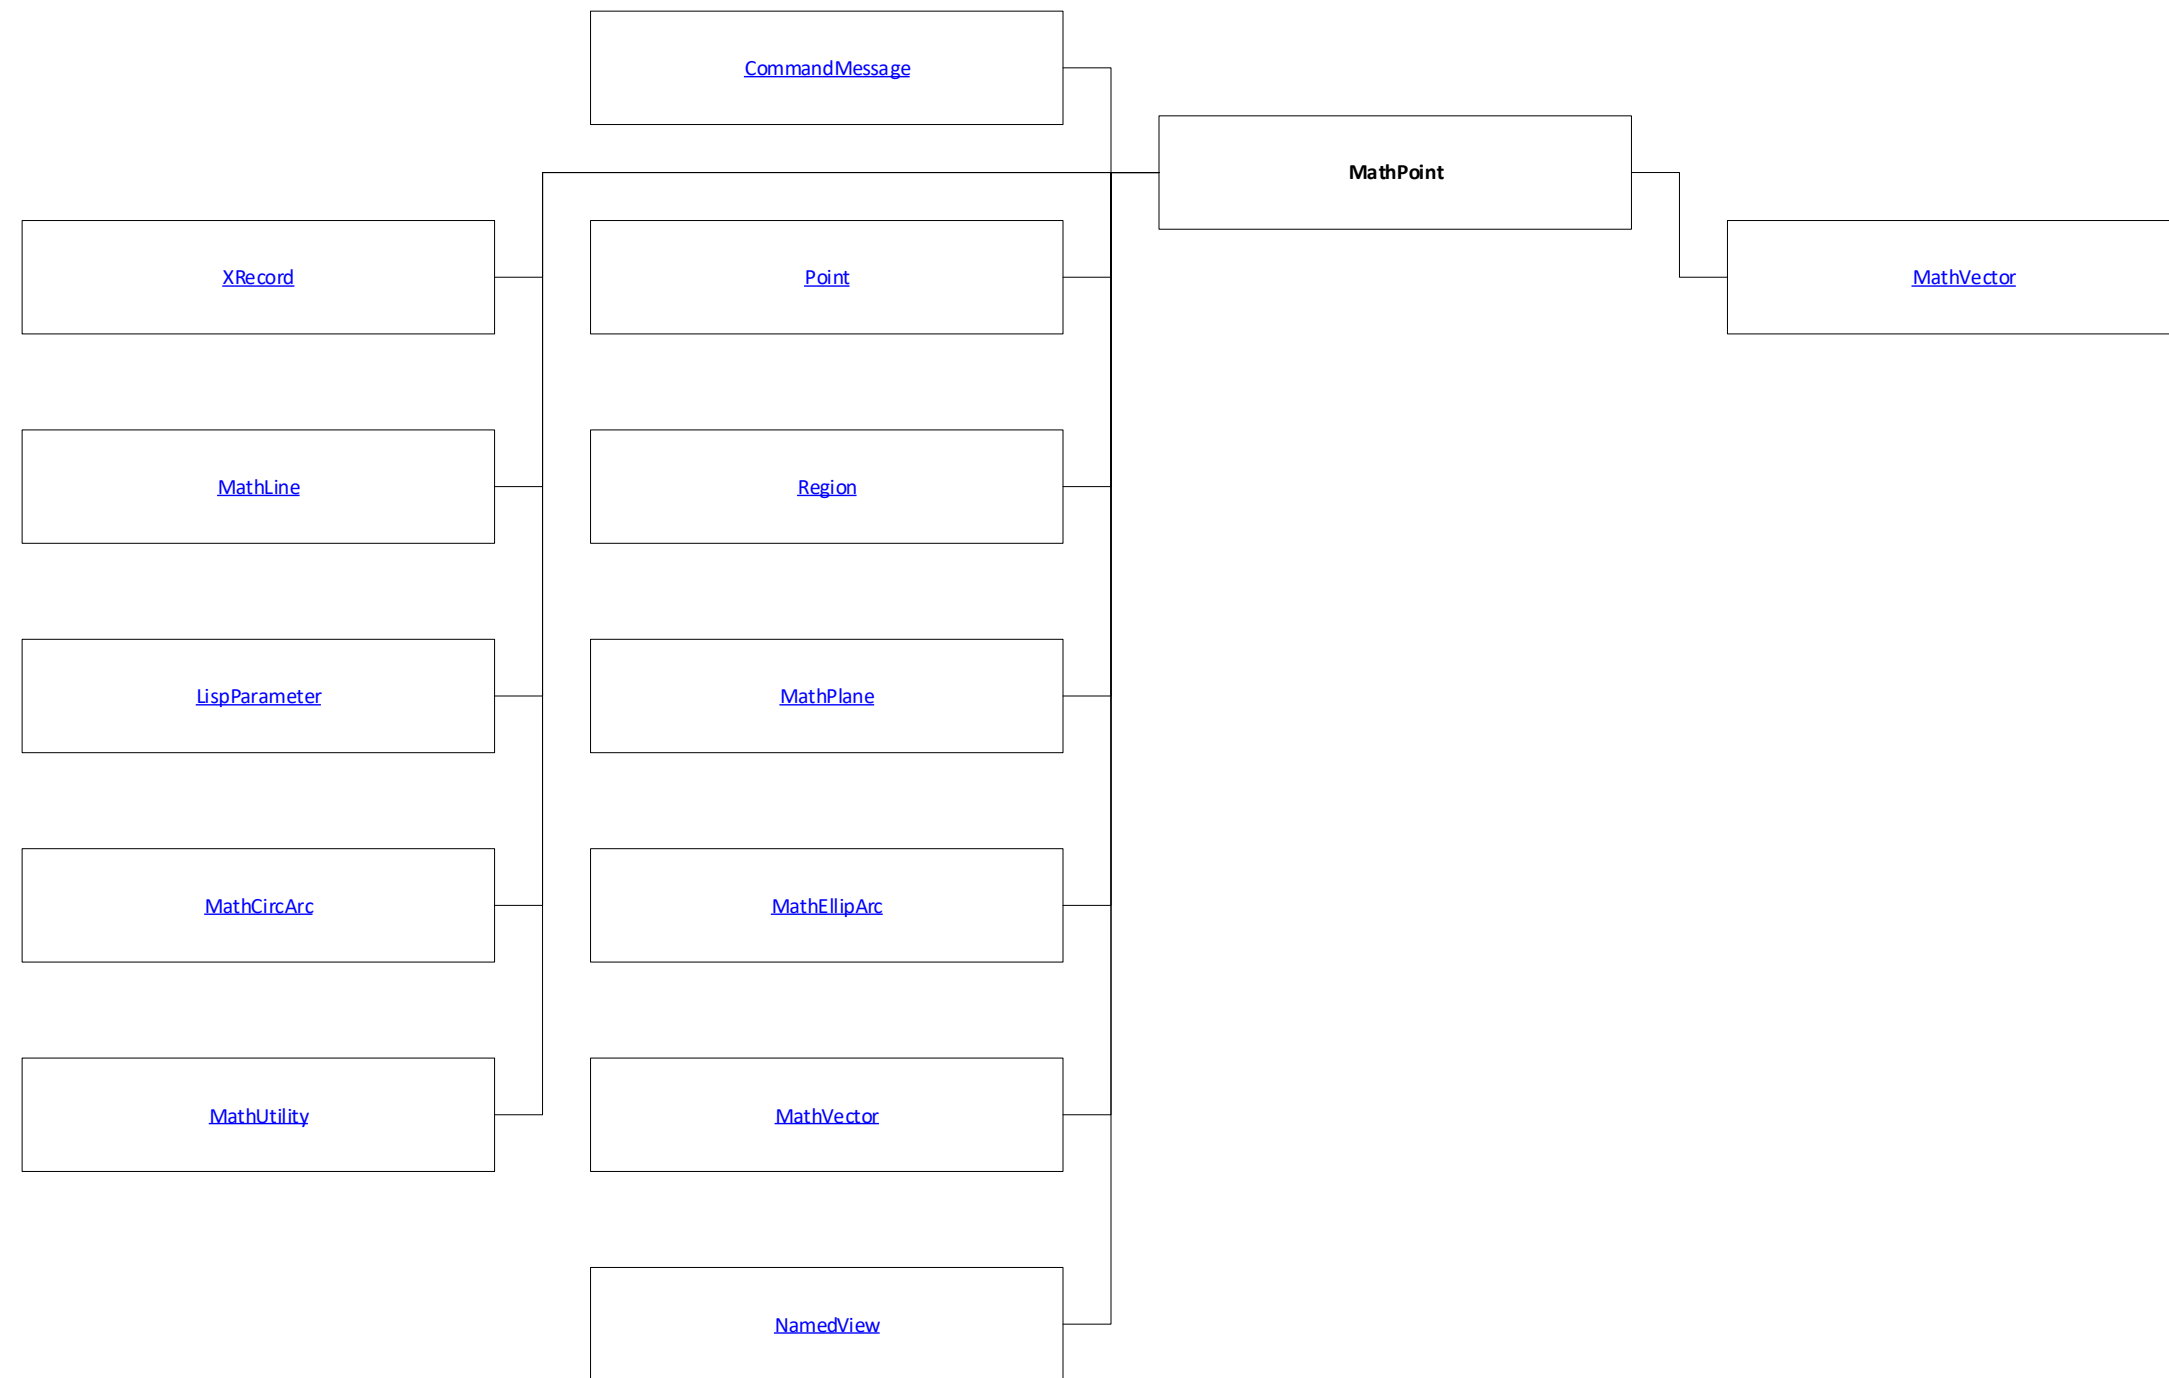 CommandMessage
MathPoint
XRecord
Point
MathVector
MathLine
Region
LispParameter
MathPlane
MathCircArc
MathEllipArc
MathUtility
MathVector
NamedView